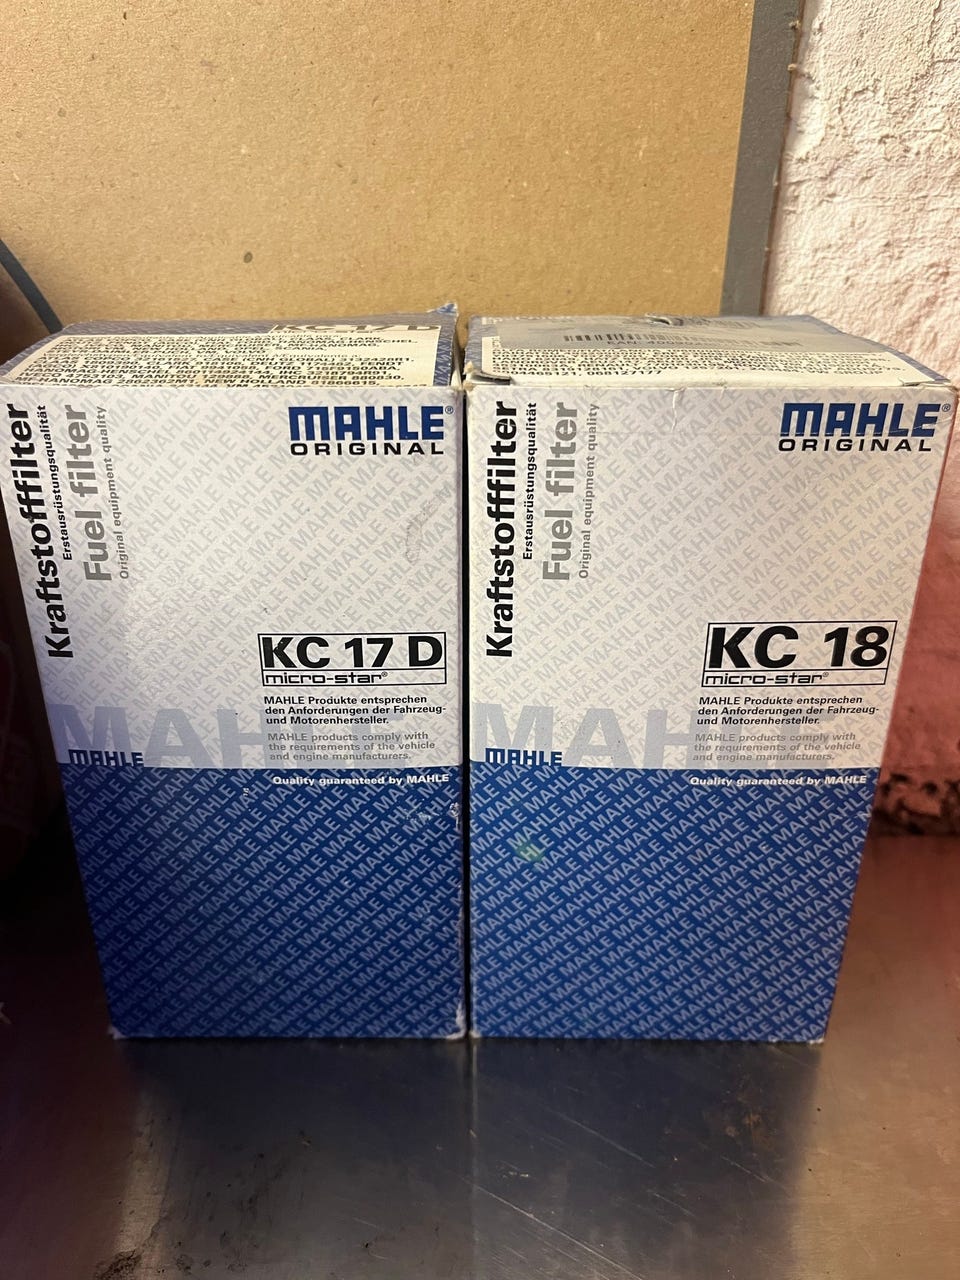 KC 17 D
Kraftstofffilter
Erstausrüstungsqualität
Fuel filter
Original equipment quality
MAHLE®
ORIGINAL
KC 17 D
micro-star®
MAHLE Produkte entsprechen
den Anforderungen der Fahrzeug-
und Motorenhersteller.
MAHLE products comply with
the requirements of the vehicle
and engine manufacturers.
MAHLE
Quality guaranteed by MAHLE
EAN:
Kraftstofffilter
Erstausrüstungsqualität
Fuel filter
Original equipment quality
MAHLE®
ORIGINAL
KC 18
micro-star®
MAHLE Produkte entsprechen
den Anforderungen der Fahrzeug-
und Motorenhersteller.
MAHLE products comply with
the requirements of the vehicle
and engine manufacturers.
MAHLE
Quality guaranteed by MAHLE